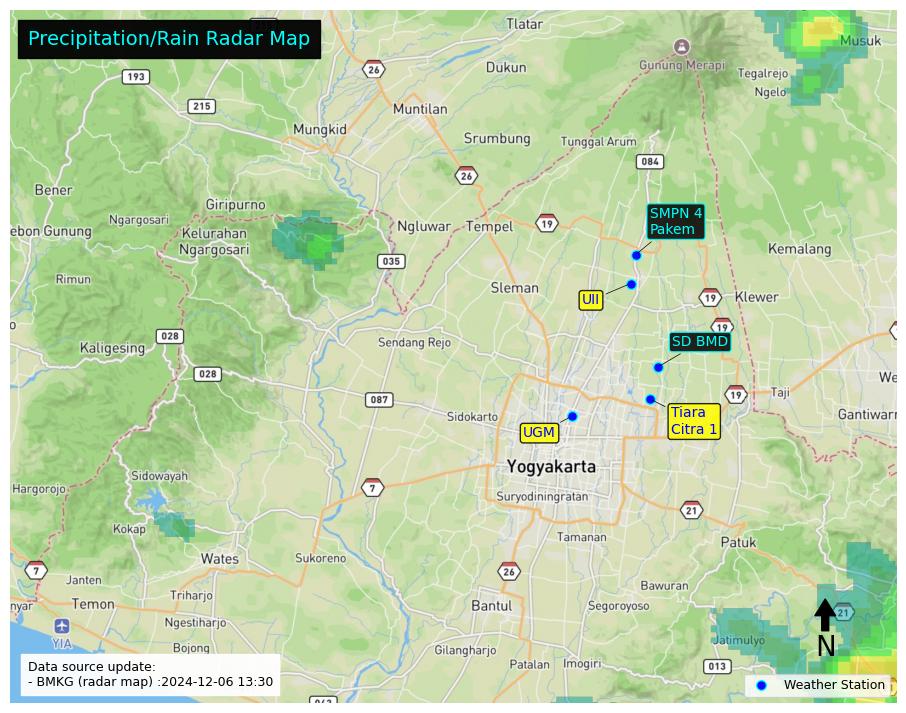 Precipitation/Rain Radar Map
Tlatar
Musuk
26
193
Dukun
Gunung Merapi
Tegalrejo
Ngelo
215
Muntilan
Mungkid
Srumbung
Tunggal Arum
084
26
Bener
Giripurno
SMPN 4
Pakem
Ngargosari
ebon Gunung
Kelurahan
Ngargosari
Ngluwar
Tempel
19
Kemalang
035
Rimun
Sleman
UII
19
Klewer
19
028
Kaligesing
Sendang Rejo
SD BMD
028
087
19
Taji
We
Sidokarto
Tiara
Citra 1
Gantiwarn
UGM
Yogyakarta
Sidowayah
Hargorojo
7
Suryodiningratan
21
Kokap
Tamanan
Patuk
Wates
Sukoreno
7
26
Janten
Bawuran
nyar
Temon
Triharjo
Bantul
Segoroyoso
21
Ngestiharjo
YIA
Jatimulyo
N
Bojong
Gilangharjo
Patalan
Imogiri
013
Data source update:
- BMKG (radar map) :2024-12-06 13:30
Weather Station